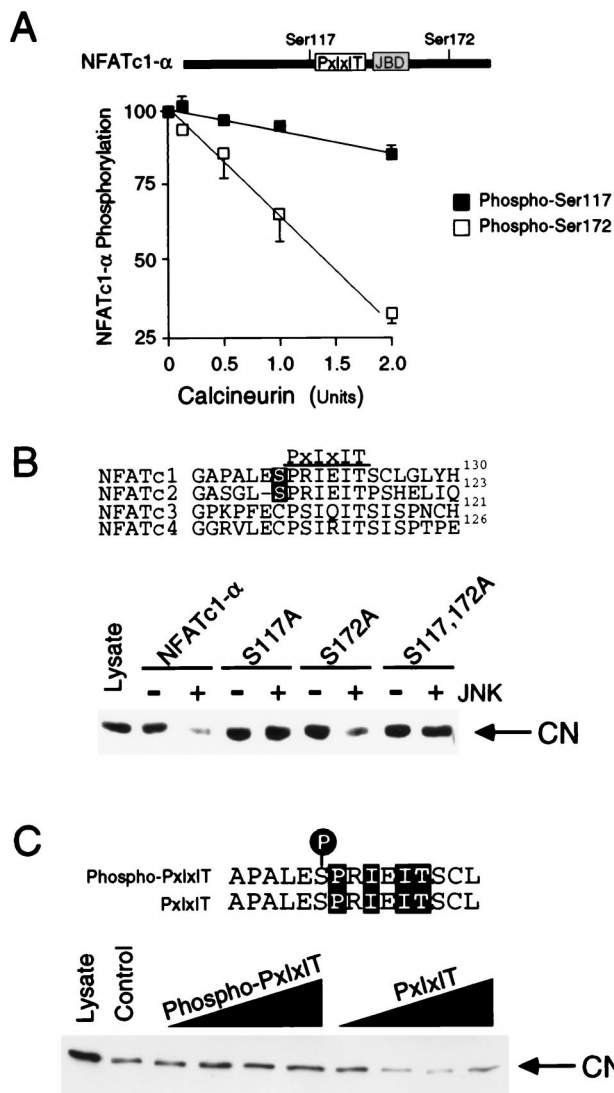 A
Ser117 Ser172
NFATc1-α PxIxIT JBD
NFATc1-α Phosphorylation
100
75
50
25
0 0.5 1.0 1.5 2.0
Calcineurin (Units)
Phospho-Ser117
Phospho-Ser172
B
PxIxIT
NFATc1 GAPALESPRIEITSCLGLYH 130
NFATc2 GASGL-SPRIEITPSHELIQ 123
NFATc3 GPKPFECPSIQITSISPNCH 121
NFATc4 GGRVLECPSIRITSISPTPE 126
Lysate NFATc1-α S117A S172A S117,172A
- + - + - + - + JNK
CN
C
P
Phospho-PxIxIT APALESPRIEITSCL
PxIxIT APALESPRIEITSCL
Lysate Control Phospho-PxIxIT PxIxIT
CN